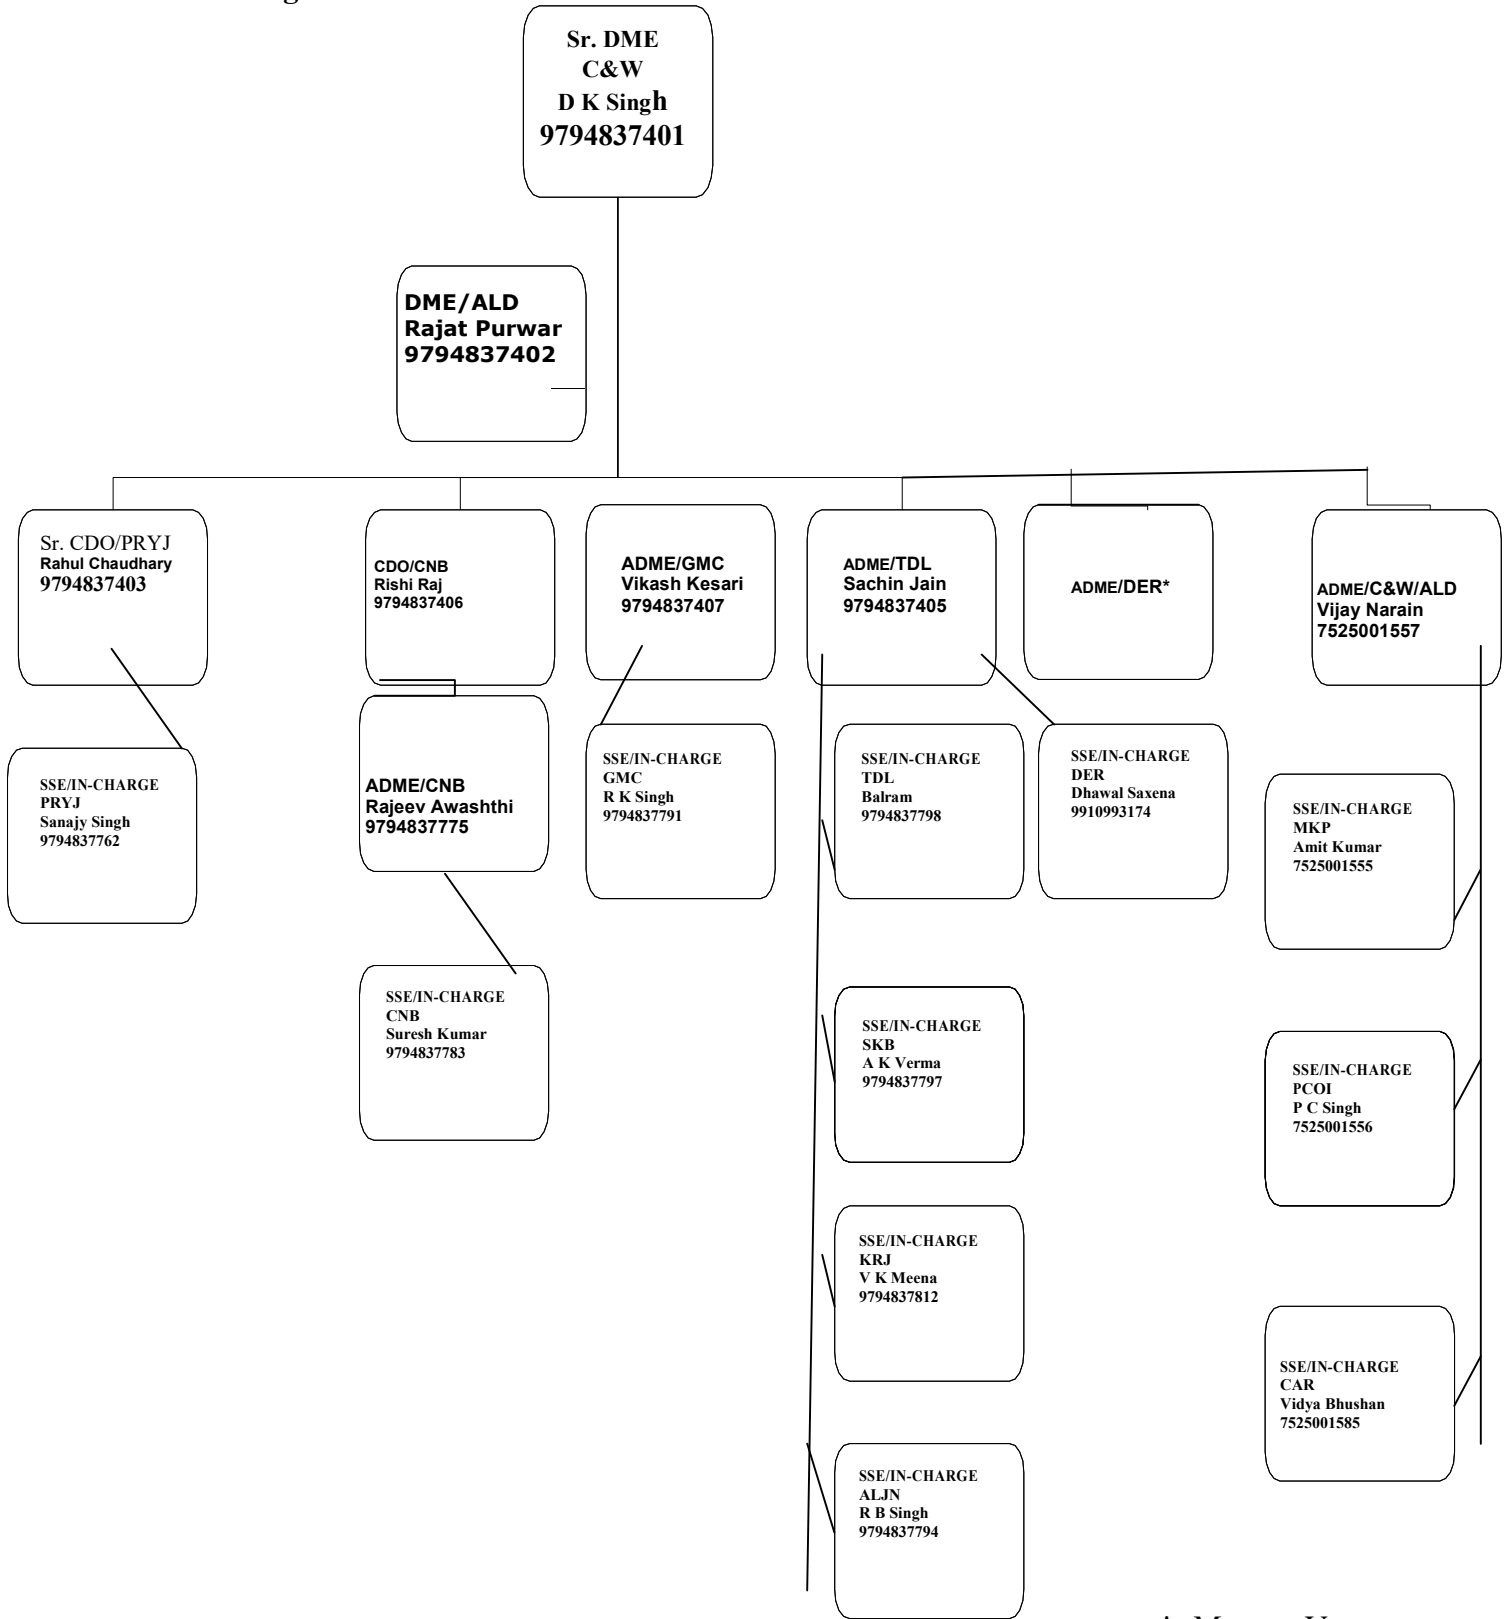 Sr. DME
C&W
D K Singh
9794837401
DME/ALD
Rajat Purwar
9794837402
Sr. CDO/PRYJ
Rahul Chaudhary
9794837403
CDO/CNB
Rishi Raj
9794837406
ADME/GMC
Vikash Kesari
9794837407
ADME/TDL
Sachin Jain
9794837405
ADME/DER*
ADME/C&W/ALD
Vijay Narain
7525001557
SSE/IN-CHARGE
PRYJ
Sanajy Singh
9794837762
ADME/CNB
Rajeev Awashthi
9794837775
SSE/IN-CHARGE
GMC
R K Singh
9794837791
SSE/IN-CHARGE
TDL
Balram
9794837798
SSE/IN-CHARGE
DER
Dhawal Saxena
9910993174
SSE/IN-CHARGE
MKP
Amit Kumar
7525001555
SSE/IN-CHARGE
CNB
Suresh Kumar
9794837783
SSE/IN-CHARGE
SKB
A K Verma
9794837797
SSE/IN-CHARGE
PCOI
P C Singh
7525001556
SSE/IN-CHARGE
KRJ
V K Meena
9794837812
SSE/IN-CHARGE
CAR
Vidya Bhushan
7525001585
SSE/IN-CHARGE
ALJN
R B Singh
9794837794